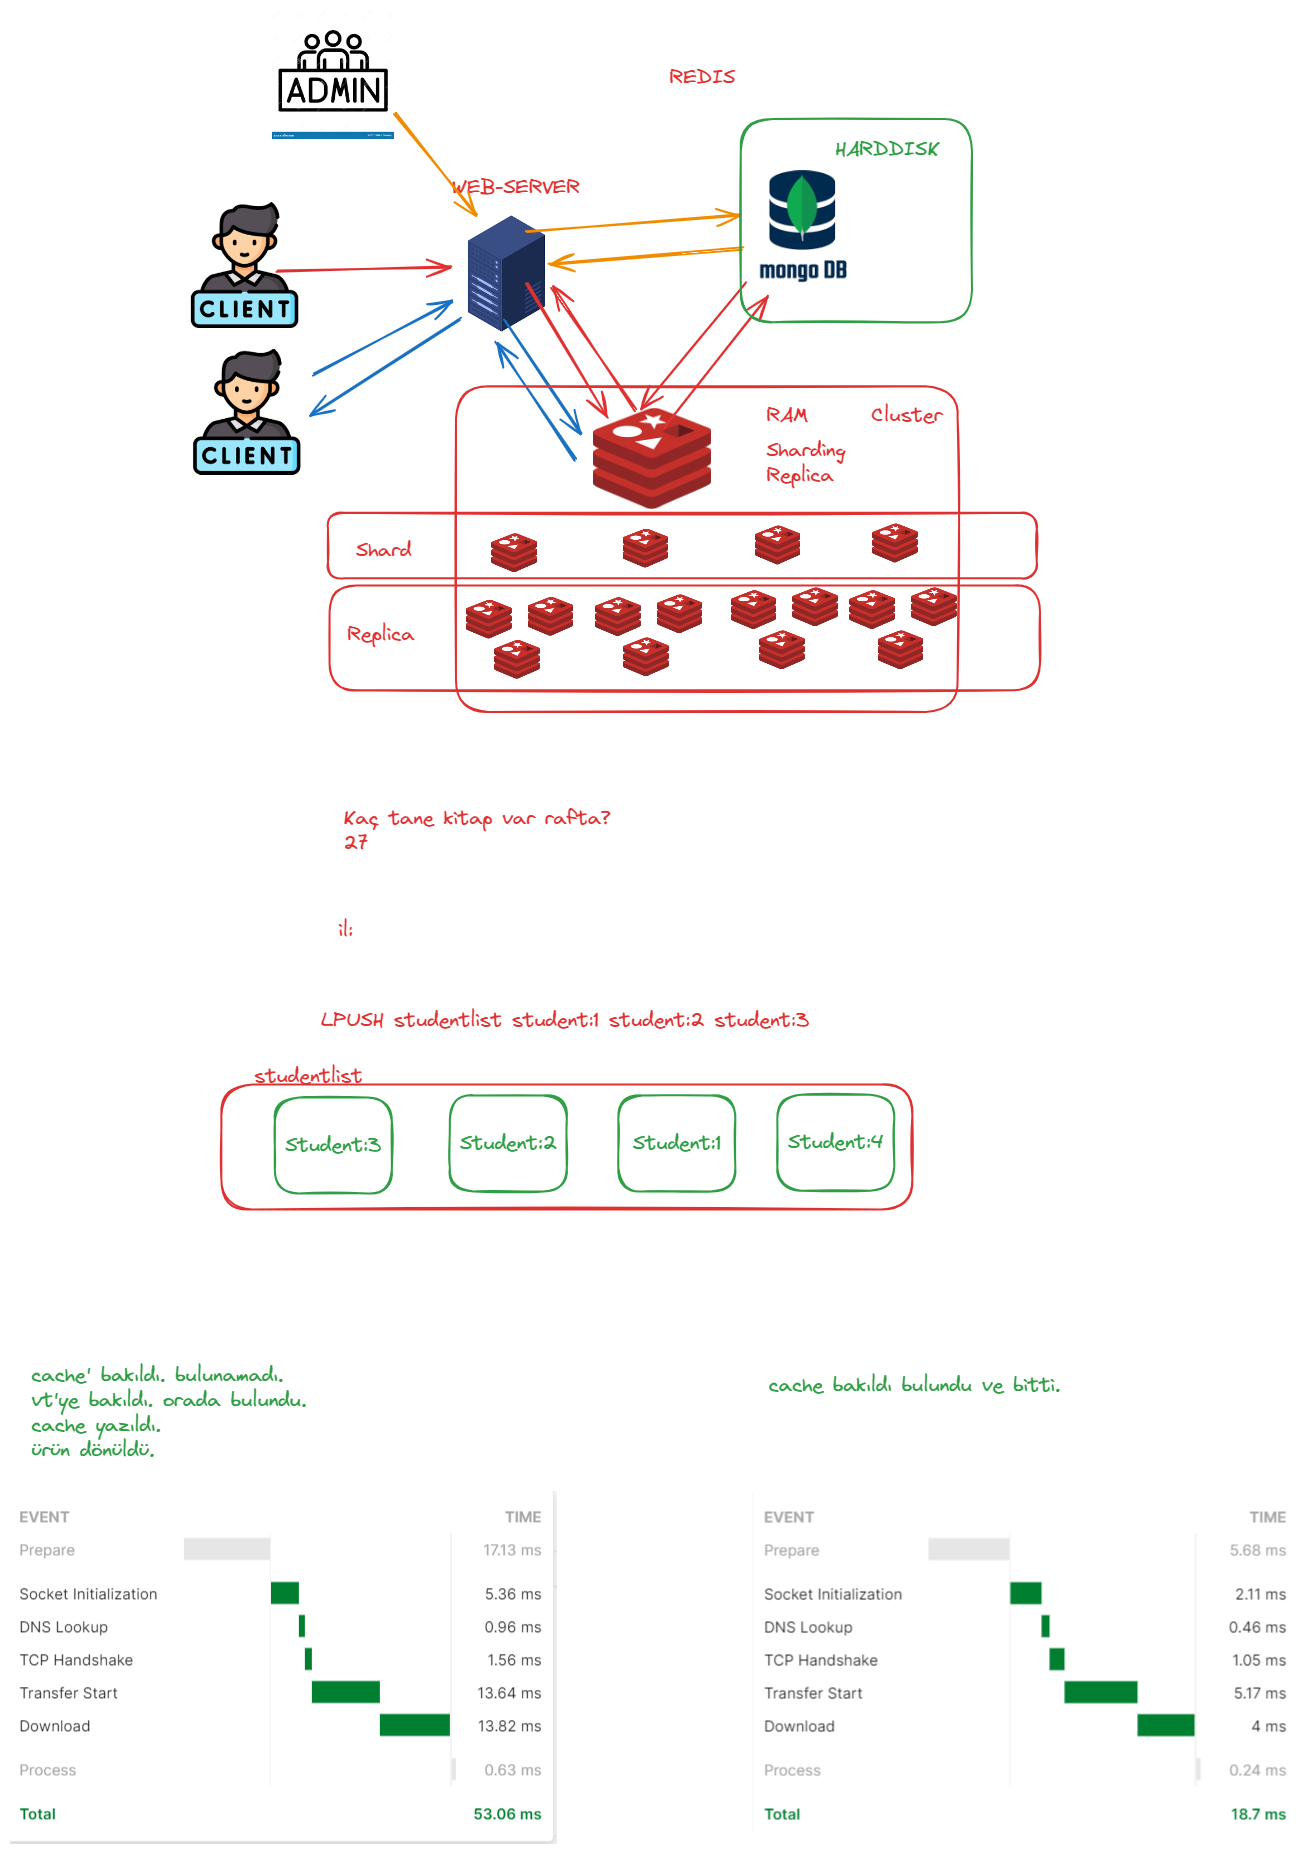 ADMIN
REDIS
HARDDISK
WEB-SERVER
mongo DB
CLIENT
CLIENT
RAM
Cluster
Sharding
Replica
Shard
Replica
Kaç tane kitap var rafta?
27
il:
LPUSH studentlist student:1 student:2 student:3
studentlist
Student:3
Student:2
Student:1
Student:4
cache' bakıldı. bulunamadı.
vt'ye bakıldı. orada bulundu.
cache yazıldı.
ürün dönüldü.
cache bakıldı bulundu ve bitti.
EVENT TIME
Prepare 17.13 ms
Socket Initialization 5.36 ms
DNS Lookup 0.96 ms
TCP Handshake 1.56 ms
Transfer Start 13.64 ms
Download 13.82 ms
Process 0.63 ms
Total 53.06 ms
EVENT TIME
Prepare 5.68 ms
Socket Initialization 2.11 ms
DNS Lookup 0.46 ms
TCP Handshake 1.05 ms
Transfer Start 5.17 ms
Download 4 ms
Process 0.24 ms
Total 18.7 ms